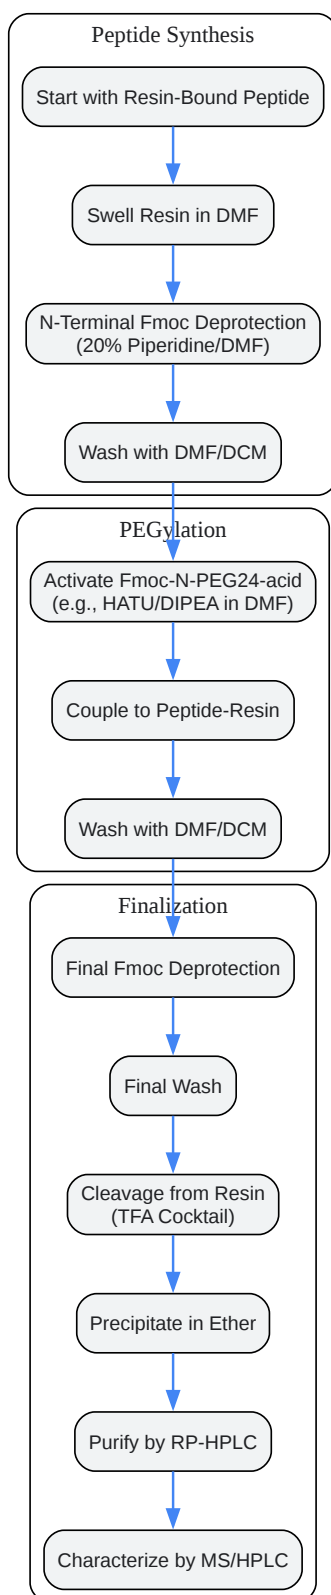 Peptide Synthesis
Start with Resin-Bound Peptide
Swell Resin in DMF
N-Terminal Fmoc Deprotection
(20% Piperidine/DMF)
Wash with DMF/DCM
PEGylation
Activate Fmoc-N-PEG24-acid
(e.g., HATU/DIPEA in DMF)
Couple to Peptide-Resin
Wash with DMF/DCM
Finalization
Final Fmoc Deprotection
Final Wash
Cleavage from Resin
(TFA Cocktail)
Precipitate in Ether
Purify by RP-HPLC
Characterize by MS/HPLC